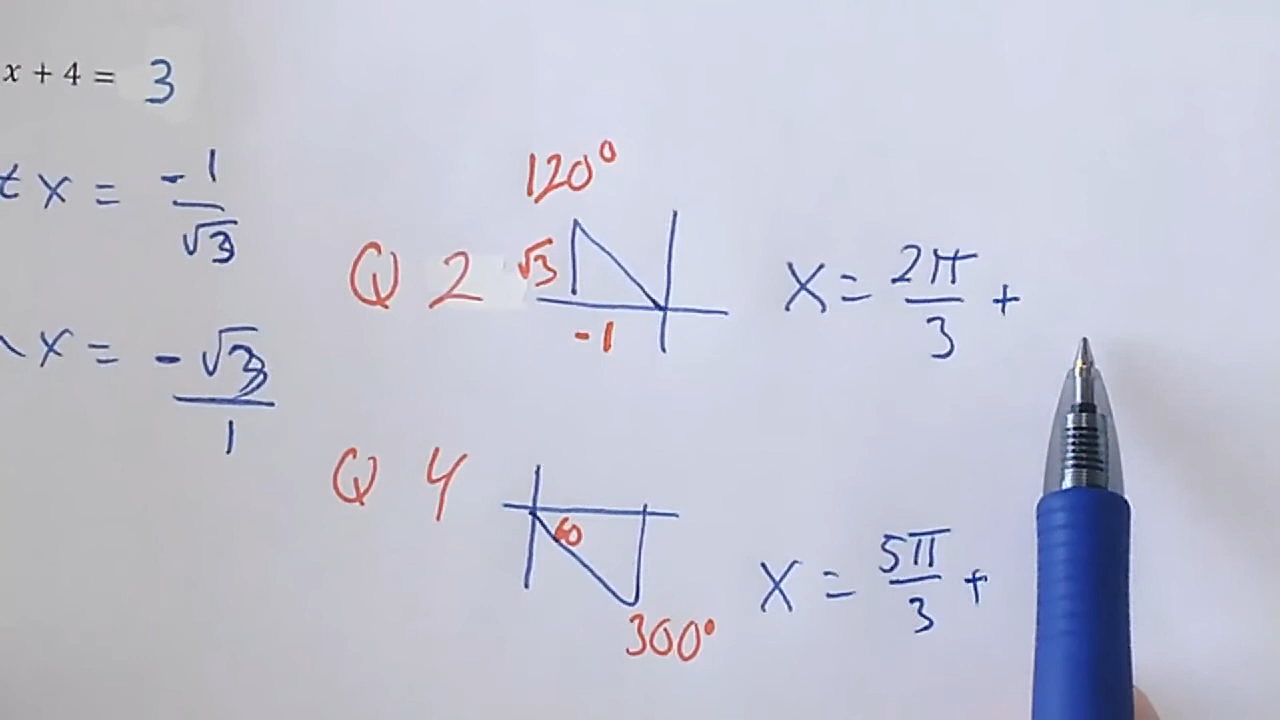 x + 4 = 3
t x = -1/√3
x = -√3/1
120°
Q 2
√3
-1
x = 2π/3 +
Q 4
60
300°
x = 5π/3 +